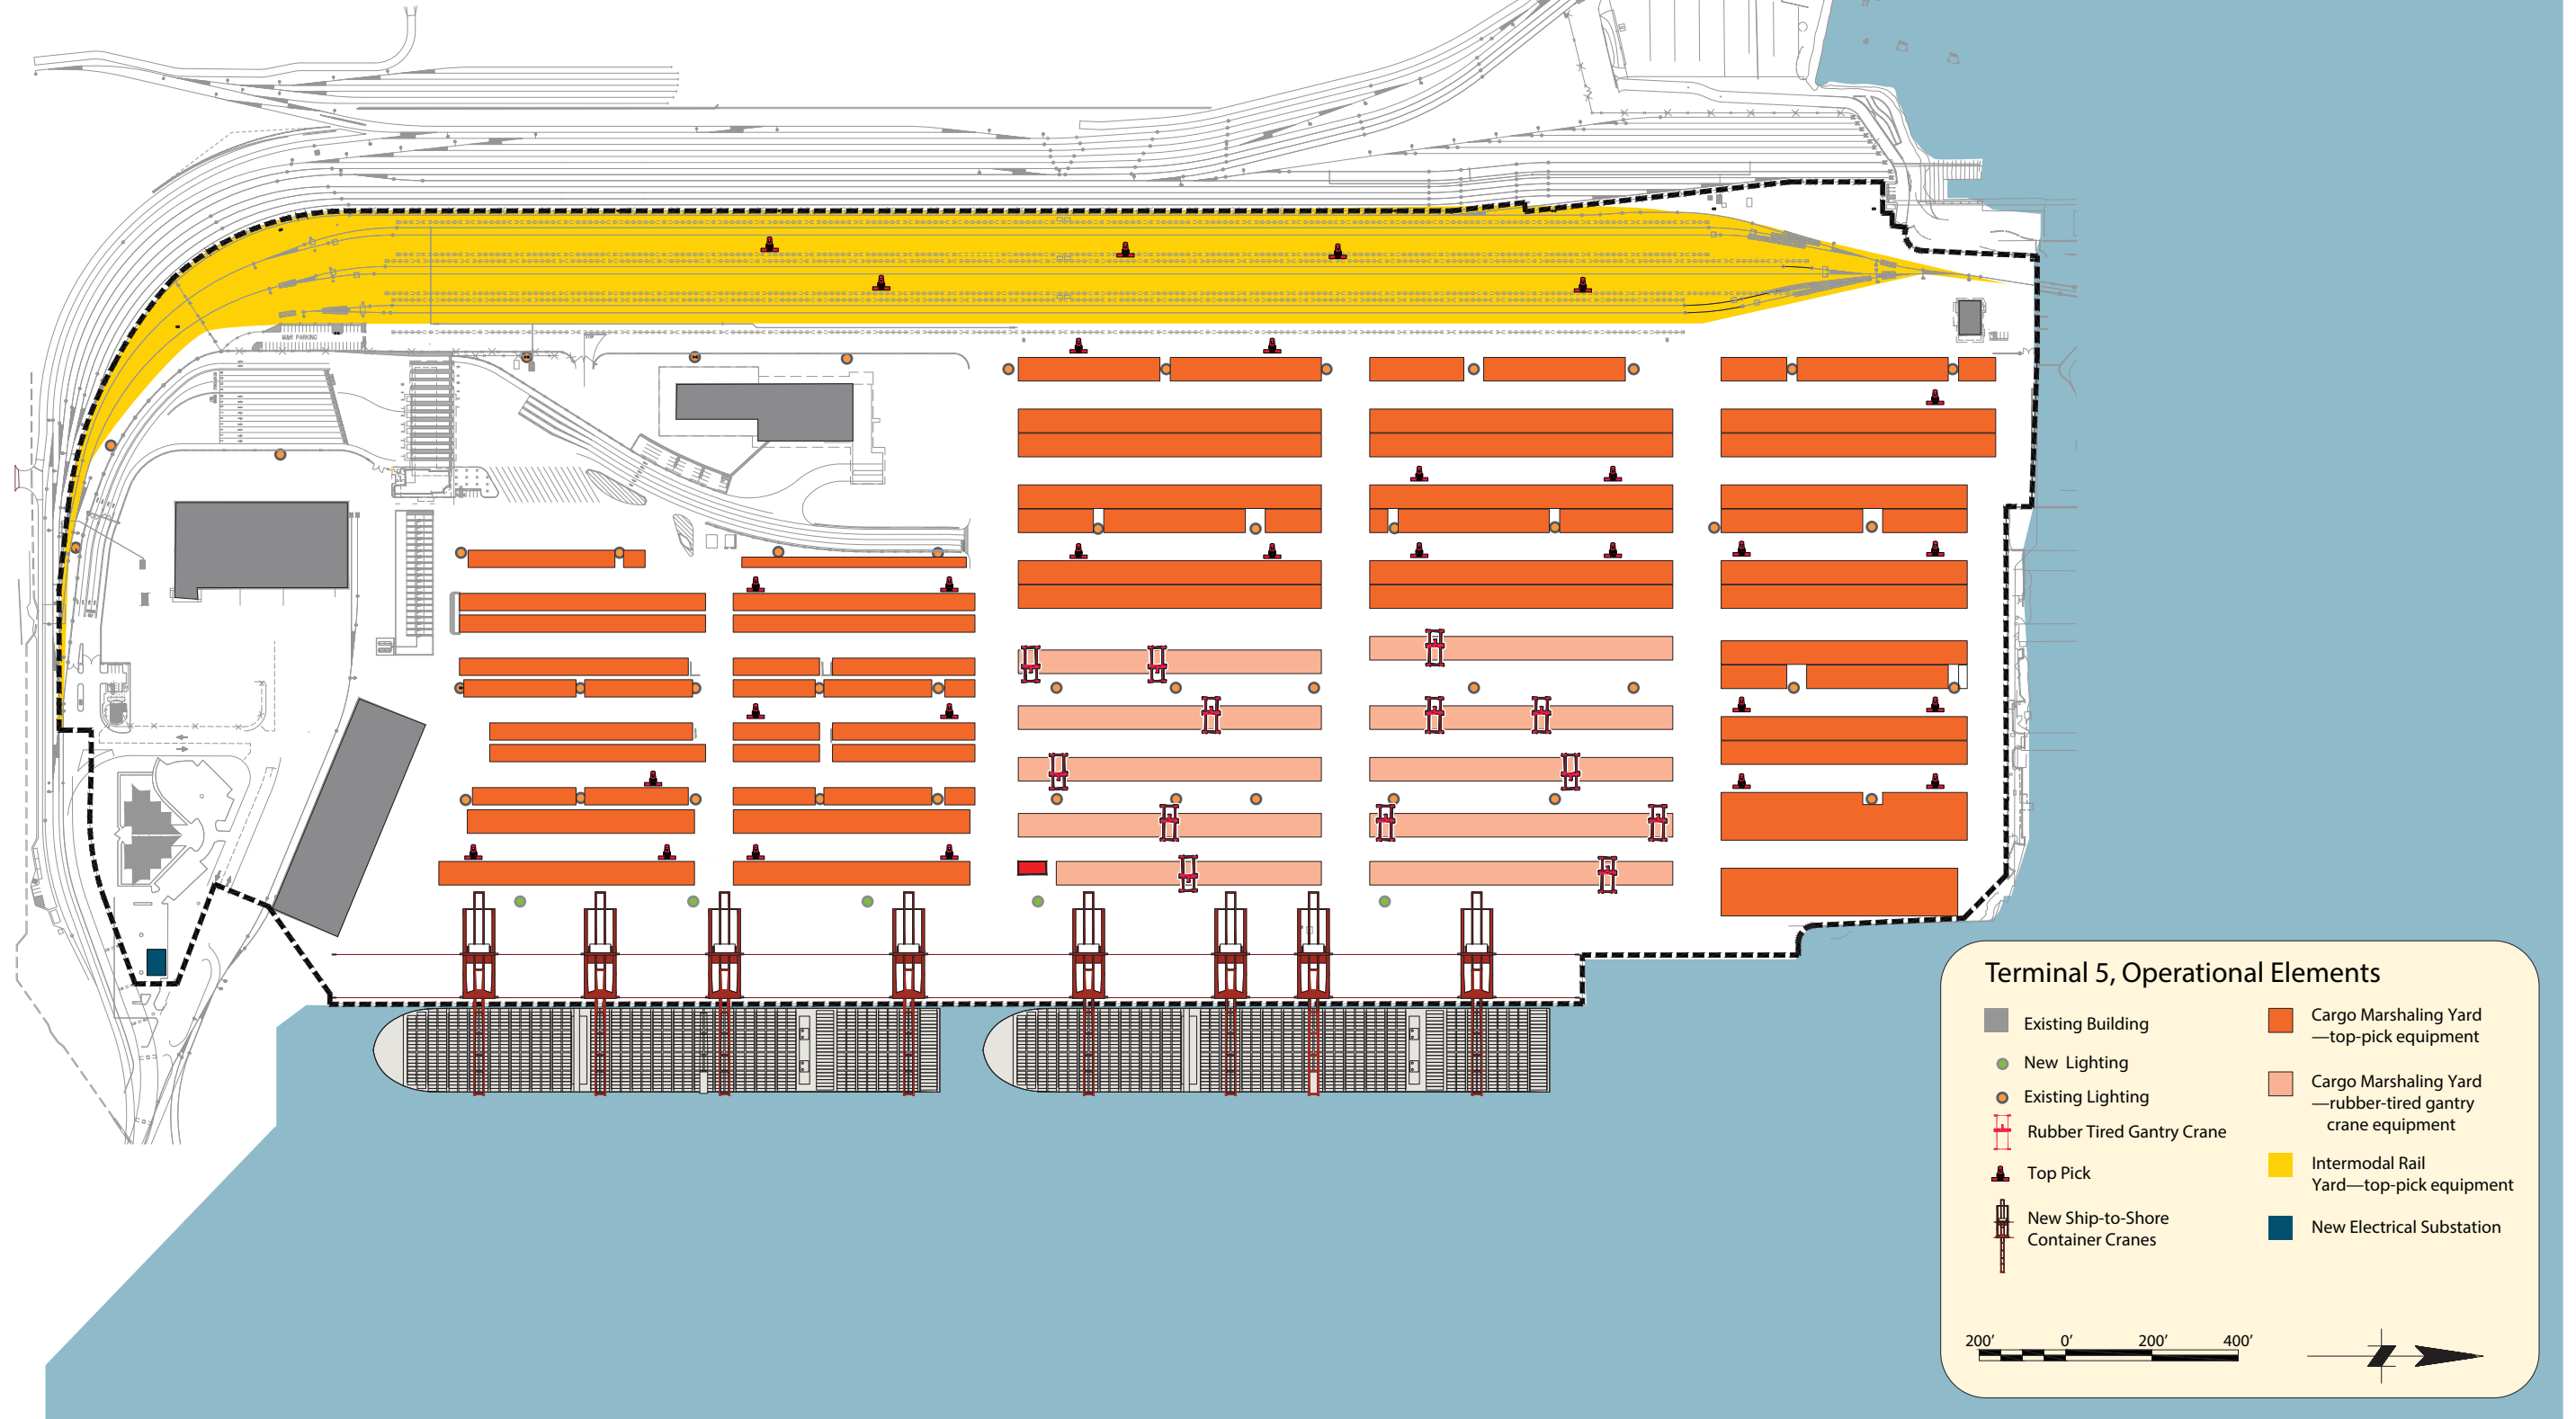 M&R PARKING
Terminal 5, Operational Elements
Existing Building
New Lighting
Existing Lighting
Rubber Tired Gantry Crane
Top Pick
New Ship-to-Shore
Container Cranes
Cargo Marshaling Yard
—top-pick equipment
Cargo Marshaling Yard
—rubber-tired gantry
crane equipment
Intermodal Rail
Yard—top-pick equipment
New Electrical Substation
200’ 0’ 200’ 400’